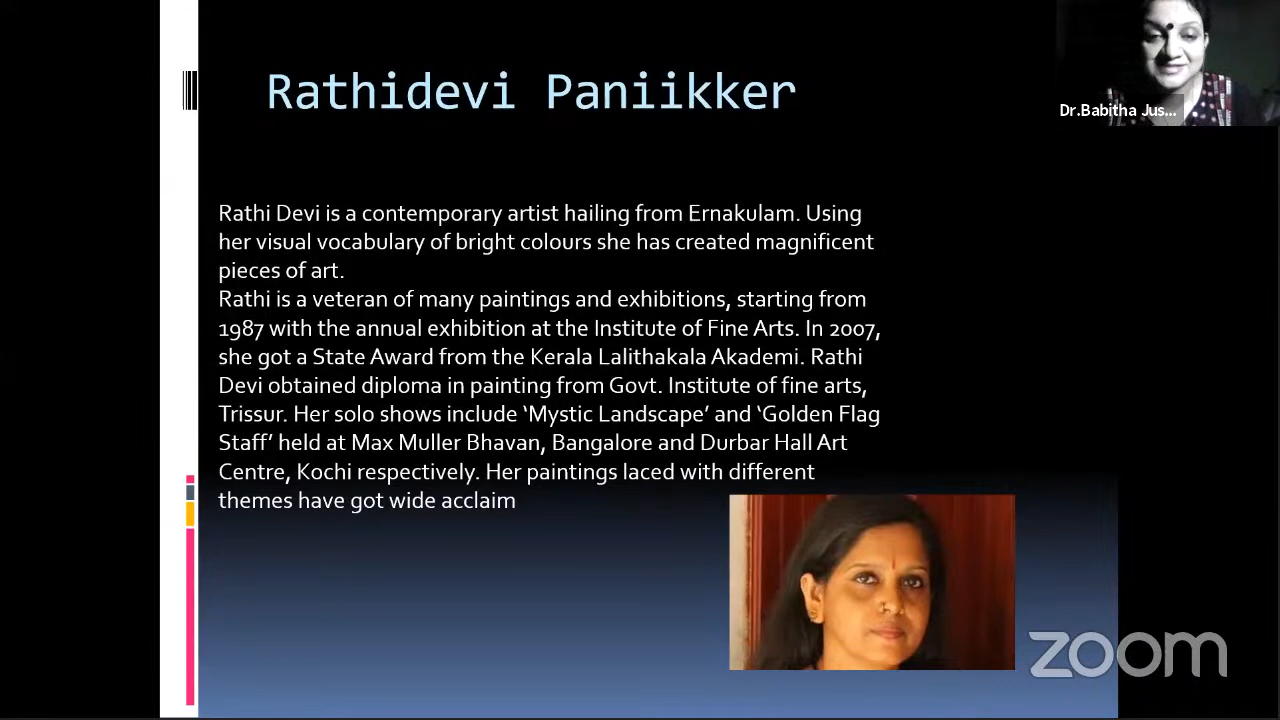 Rathidevi Paniikker
Dr.Babitha Jus...
Rathi Devi is a contemporary artist hailing from Ernakulam. Using
her visual vocabulary of bright colours she has created magnificent
pieces of art.
Rathi is a veteran of many paintings and exhibitions, starting from
1987 with the annual exhibition at the Institute of Fine Arts. In 2007,
she got a State Award from the Kerala Lalithakala Akademi. Rathi
Devi obtained diploma in painting from Govt. Institute of fine arts,
Trissur. Her solo shows include ‘Mystic Landscape’ and ‘Golden Flag
Staff’ held at Max Muller Bhavan, Bangalore and Durbar Hall Art
Centre, Kochi respectively. Her paintings laced with different
themes have got wide acclaim
zoom